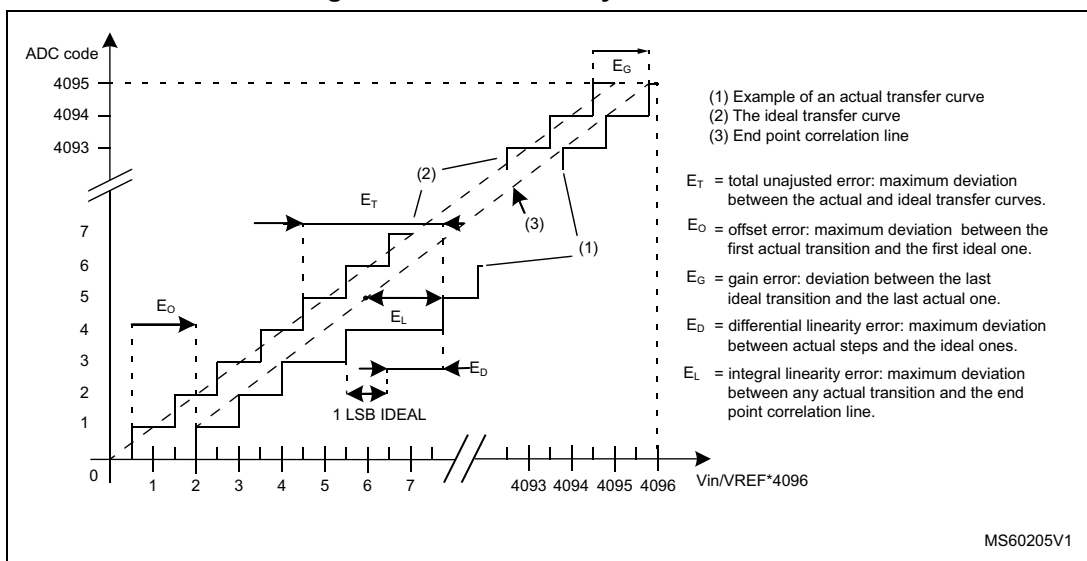 ADC code
4095
4094
4093
7
6
5
4
3
2
1
0
1 2 3 4 5 6 7 4093 4094 4095 4096
Vin/VREF*4096
EG
(2)
ET
(3)
(1)
EO
EL
ED
1 LSB IDEAL
(1) Example of an actual transfer curve
(2) The ideal transfer curve
(3) End point correlation line
ET = total unajusted error: maximum deviation
between the actual and ideal transfer curves.
EO = offset error: maximum deviation between the
first actual transition and the first ideal one.
EG = gain error: deviation between the last
ideal transition and the last actual one.
ED = differential linearity error: maximum deviation
between actual steps and the ideal ones.
EL = integral linearity error: maximum deviation
between any actual transition and the end
point correlation line.
MS60205V1